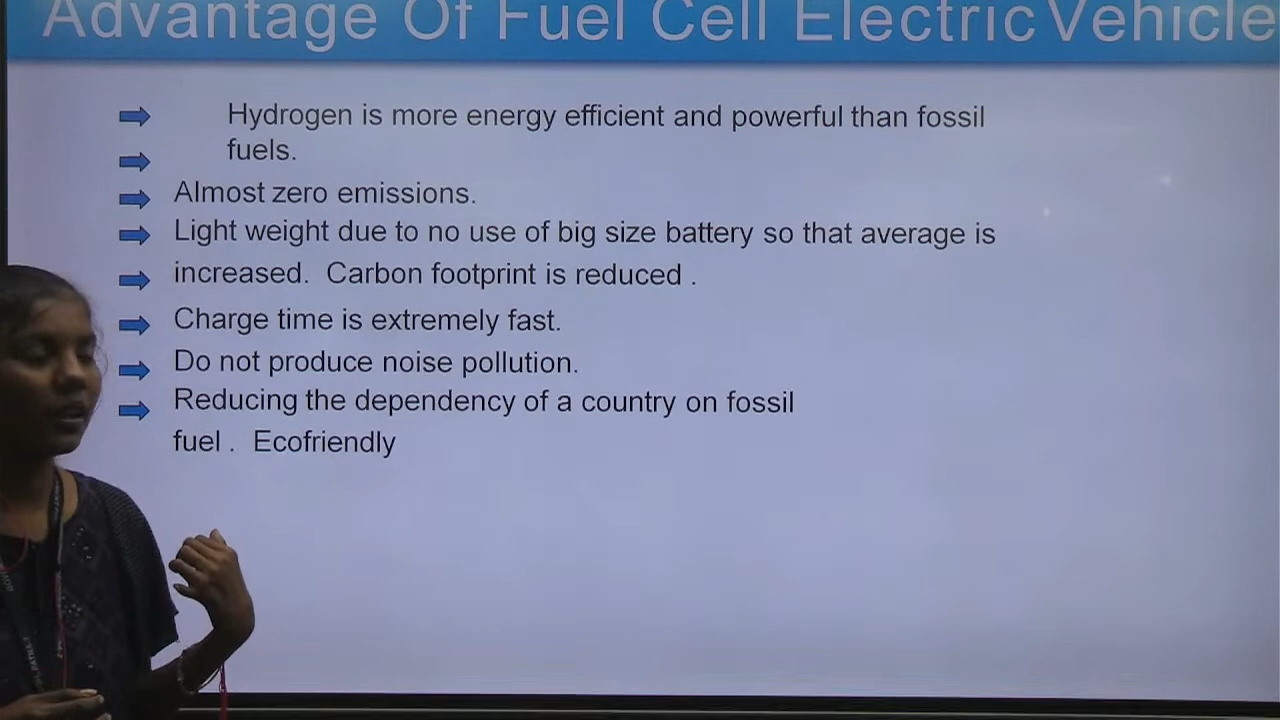 Advantage Of Fuel Cell Electric Vehicle
Hydrogen is more energy efficient and powerful than fossil
fuels.
Almost zero emissions.
Light weight due to no use of big size battery so that average is
increased. Carbon footprint is reduced .
Charge time is extremely fast.
Do not produce noise pollution.
Reducing the dependency of a country on fossil
fuel . Ecofriendly